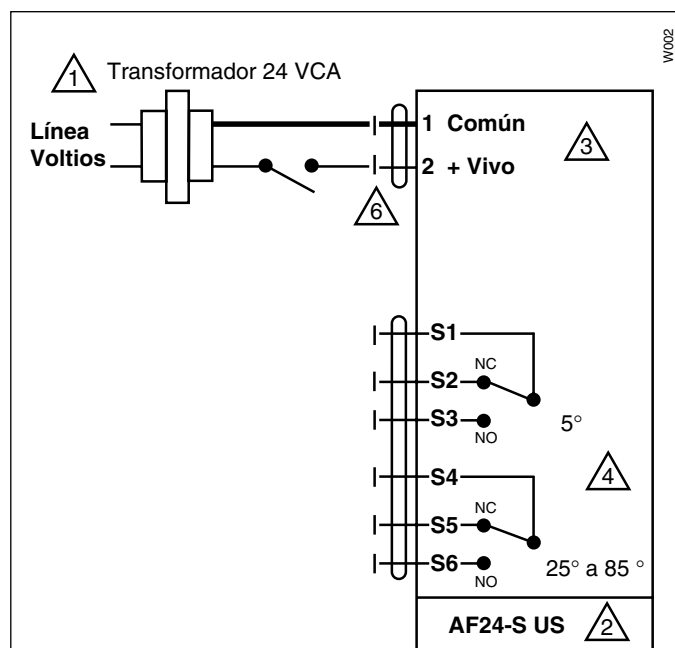 W002
1 Transformador 24 VCA
Línea
Voltios
1 Común
2 + Vivo
3
6
S1
NC
S2
S3
NO
5°
S4
4
NC
S5
S6
NO
25° a 85 °
AF24-S US 2